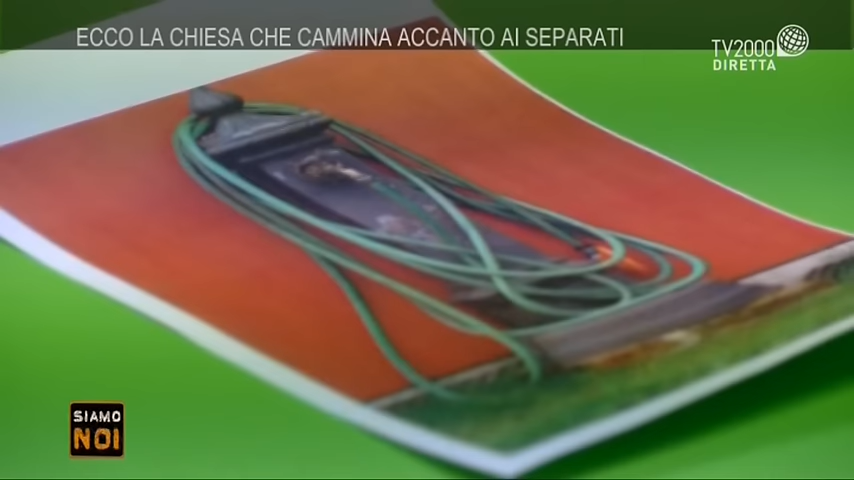 ECCO LA CHIESA CHE CAMMINA ACCANTO AI SEPARATI
TV2000
DIRETTA
SIAMO
NOI